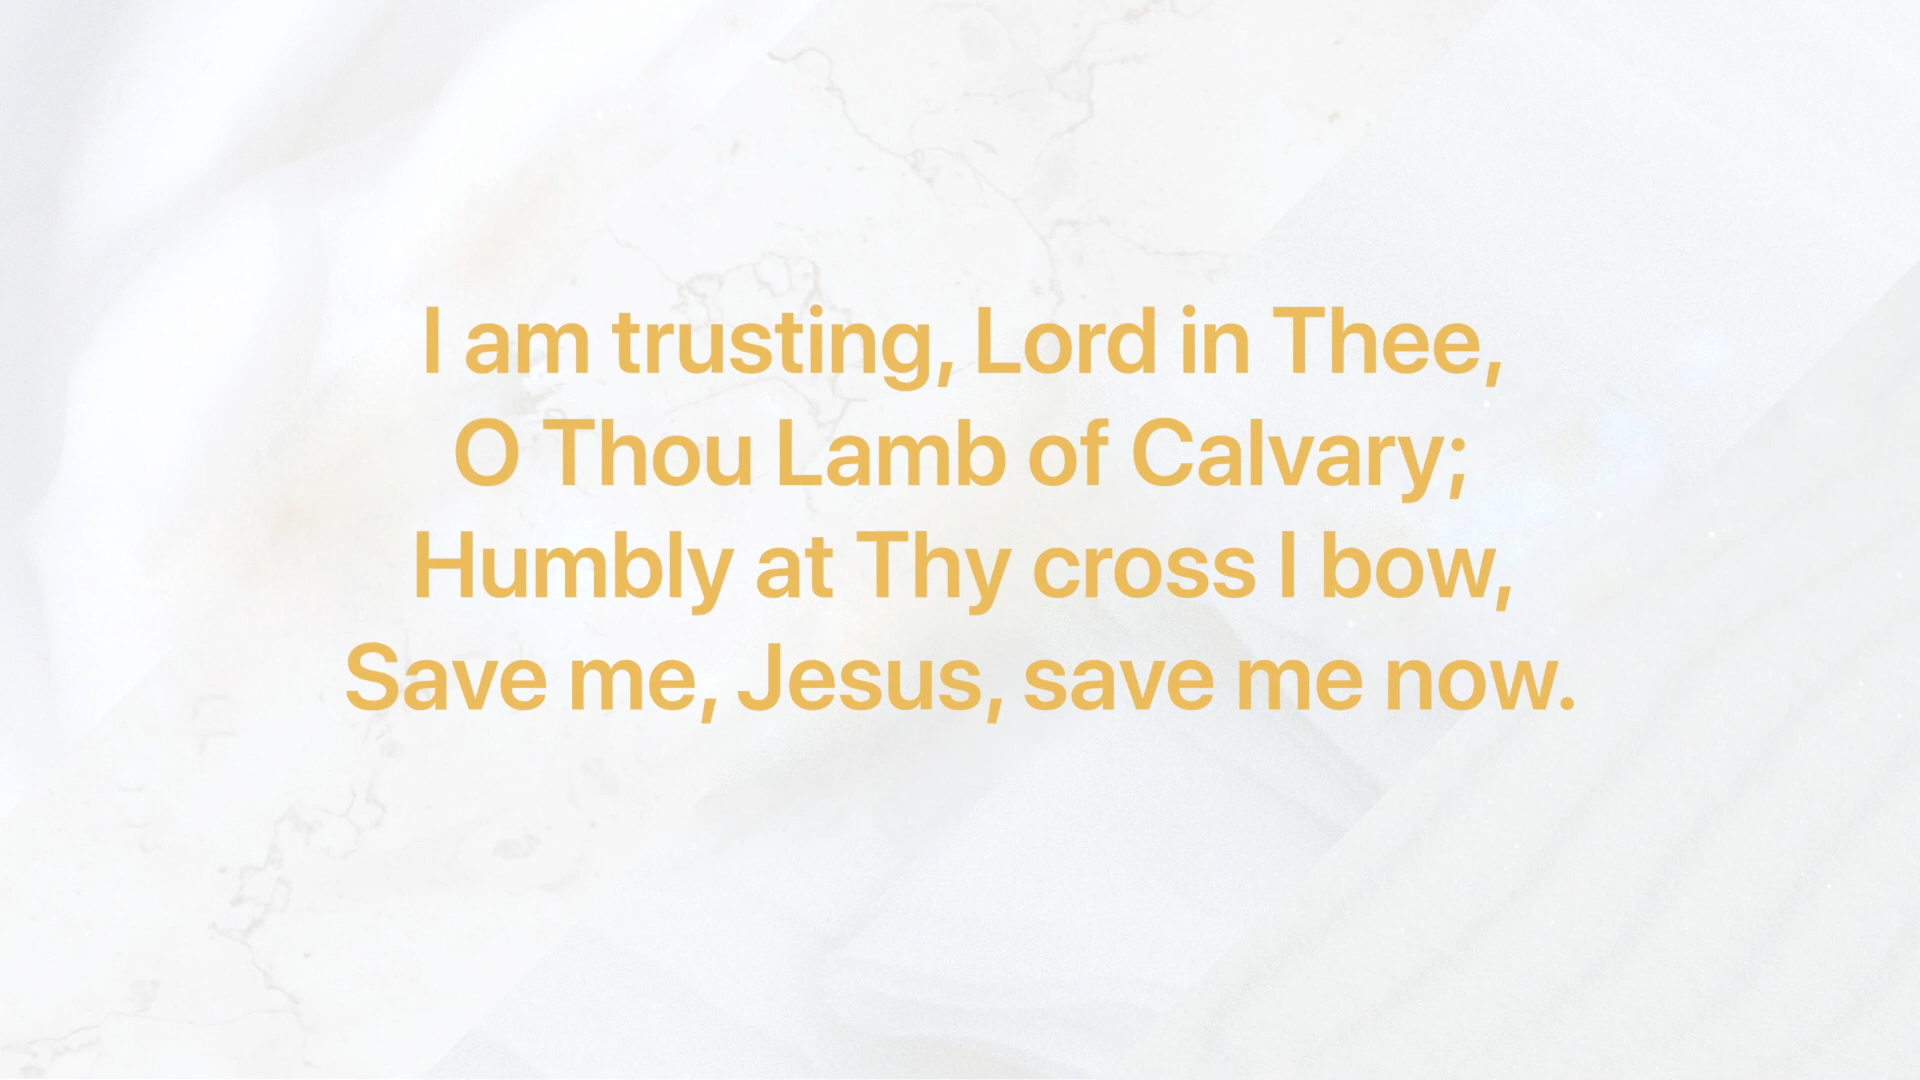 I am trusting, Lord in Thee,
O Thou Lamb of Calvary;
Humbly at Thy cross I bow,
Save me, Jesus, save me now.